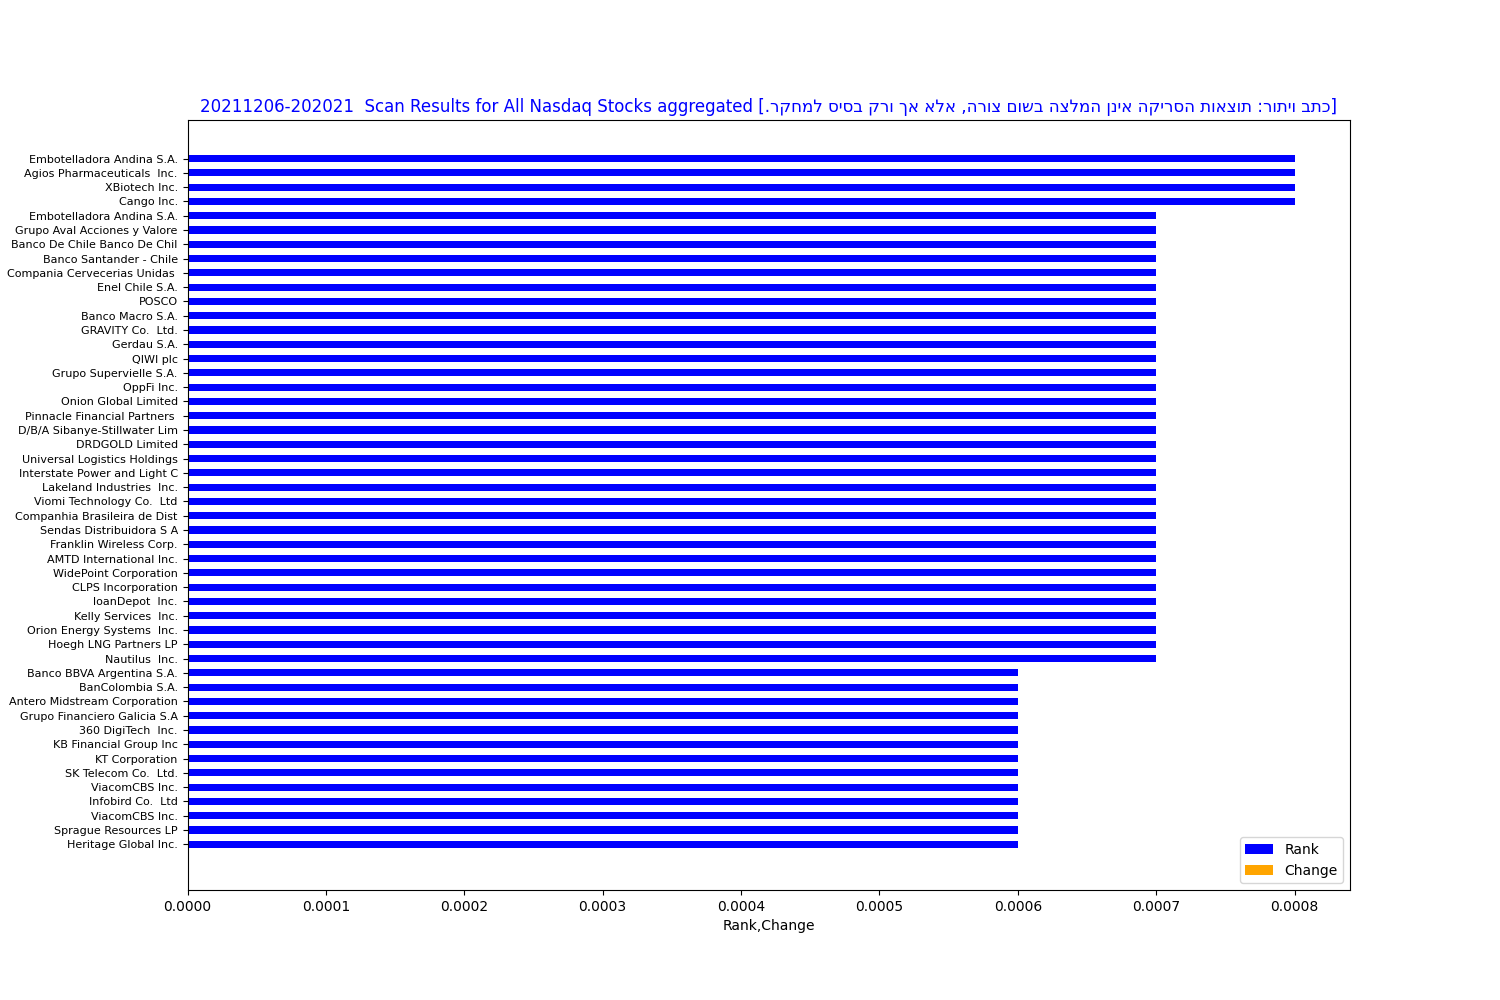 20211206-202021  Scan Results for All Nasdaq Stocks aggregated [כתב ויתור: תוצאות הסריקה אינן המלצה בשום צורה, אלא אך ורק בסיס למחקר.]
Embotelladora Andina S.A.
Agios Pharmaceuticals  Inc.
XBiotech Inc.
Cango Inc.
Embotelladora Andina S.A.
Grupo Aval Acciones y Valore
Banco De Chile Banco De Chil
Banco Santander - Chile
Compania Cervecerias Unidas
Enel Chile S.A.
POSCO
Banco Macro S.A.
GRAVITY Co.  Ltd.
Gerdau S.A.
QIWI plc
Grupo Supervielle S.A.
OppFi Inc.
Onion Global Limited
Pinnacle Financial Partners
D/B/A Sibanye-Stillwater Lim
DRDGOLD Limited
Universal Logistics Holdings
Interstate Power and Light C
Lakeland Industries  Inc.
Viomi Technology Co.  Ltd
Companhia Brasileira de Dist
Sendas Distribuidora S A
Franklin Wireless Corp.
AMTD International Inc.
WidePoint Corporation
CLPS Incorporation
loanDepot  Inc.
Kelly Services  Inc.
Orion Energy Systems  Inc.
Hoegh LNG Partners LP
Nautilus  Inc.
Banco BBVA Argentina S.A.
BanColombia S.A.
Antero Midstream Corporation
Grupo Financiero Galicia S.A
360 DigiTech  Inc.
KB Financial Group Inc
KT Corporation
SK Telecom Co.  Ltd.
ViacomCBS Inc.
Infobird Co.  Ltd
ViacomCBS Inc.
Sprague Resources LP
Heritage Global Inc.
Rank
Change
0.0000 0.0001 0.0002 0.0003 0.0004 0.0005 0.0006 0.0007 0.0008
Rank,Change